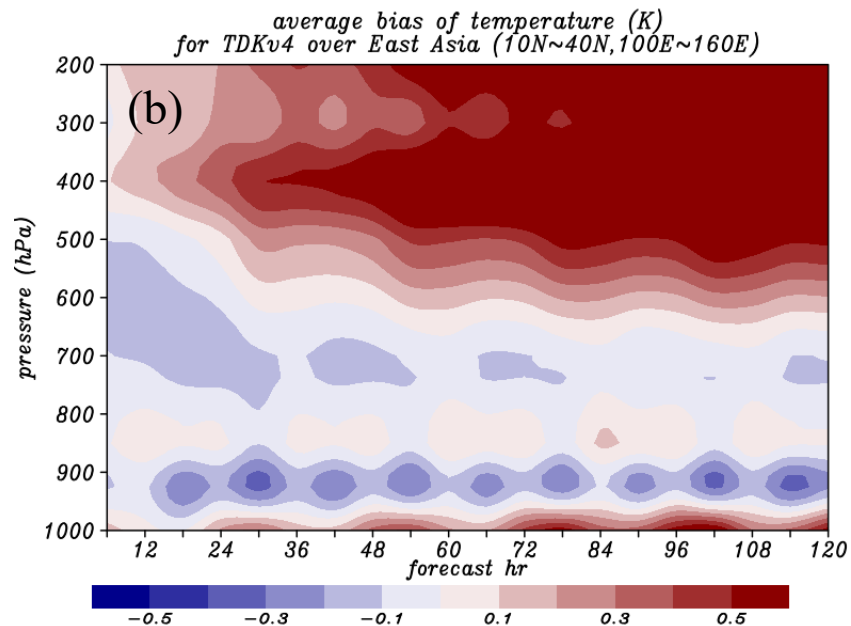 average bias of temperature (K)
for TDKv4 over East Asia (10N~40N,100E~160E)
(b)
pressure (hPa)
200
300
400
500
600
700
800
900
1000
12 24 36 48 60 72 84 96 108 120
forecast hr
-0.5 -0.3 -0.1 0.1 0.3 0.5